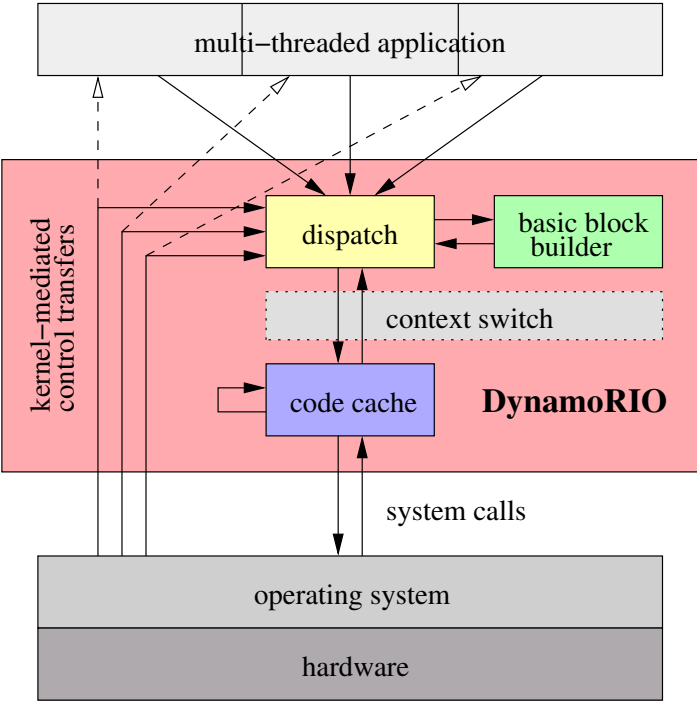 multi−threaded application
kernel−mediated
control transfers
dispatch
basic block
builder
context switch
code cache
DynamoRIO
system calls
operating system
hardware